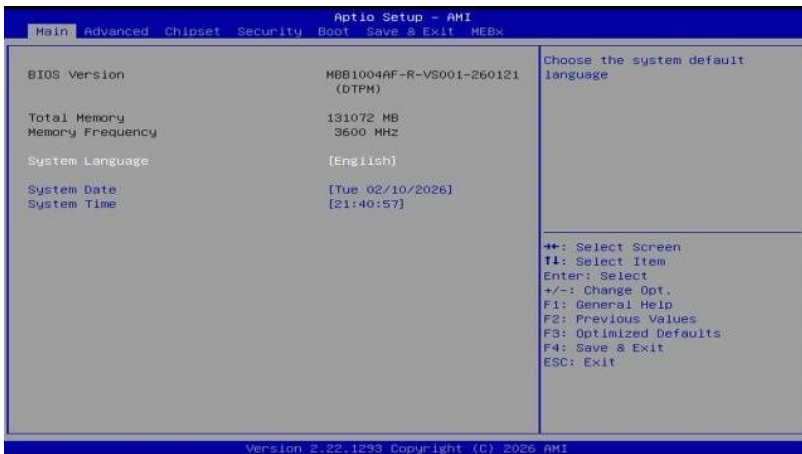 Aptio Setup - AMI
Main Advanced Chipset Security Boot Save & Exit MEBx
BIOS Version MBB1004AF-R-VS001-260121
(DTPM)
Total Memory 131072 MB
Memory Frequency 3600 MHz
System Language [English]
System Date [Tue 02/10/2026]
System Time [21:40:57]
Choose the system default
language
→←: Select Screen
↑↓: Select Item
Enter: Select
+/-: Change Opt.
F1: General Help
F2: Previous Values
F3: Optimized Defaults
F4: Save & Exit
ESC: Exit
Version 2.22.1293 Copyright (C) 2026 AMI